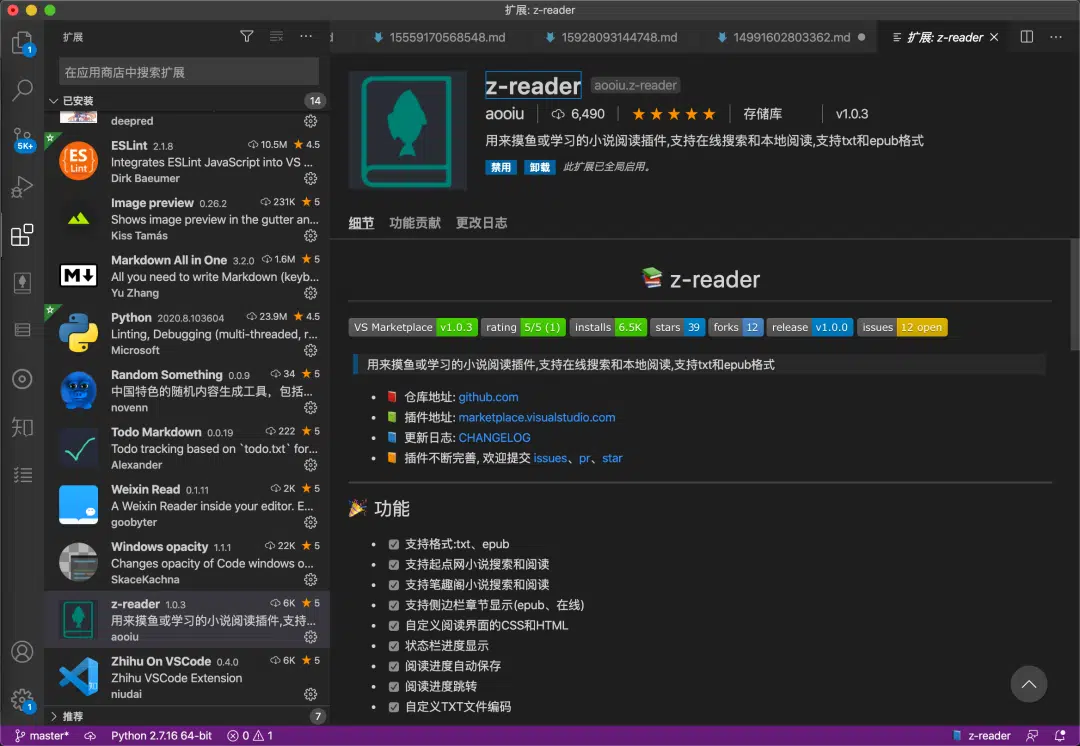 扩展: z-reader
扩展
15559170568548.md
15928093144748.md
14991602803362.md
扩展: z-reader
1
5K+
知
1
在应用商店中搜索扩展
已安装
14
deepred
ESLint 2.1.8 10.5M 4.5
Integrates ESLint JavaScript into VS ...
Dirk Baeumer
Image preview 0.26.2 231K 5
Shows image preview in the gutter an...
Kiss Tamás
Markdown All in One 3.2.0 1.6M 5
All you need to write Markdown (keyb...
Yu Zhang
Python 2020.8.103604 23.9M 4.5
Linting, Debugging (multi-threaded, r...
Microsoft
Random Something 0.0.9 34 5
中国特色的随机内容生成工具，包括...
novenn
Todo Markdown 0.0.19 222 5
Todo tracking based on `todo.txt` for...
Alexander
Weixin Read 0.1.11 2K 5
A Weixin Reader inside your editor. E...
goobyter
Windows opacity 1.1.1 22K 5
Changes opacity of Code windows o...
SkaceKachna
z-reader 1.0.3 6K 5
用来摸鱼或学习的小说阅读插件,支持...
aooiu
Zhihu On VSCode 0.4.0 6K 5
Zhihu VSCode Extension
niudai
推荐
7
z-reader aooiu.z-reader
aooiu 6,490 存储库 v1.0.3
用来摸鱼或学习的小说阅读插件,支持在线搜索和本地阅读,支持txt和epub格式
禁用 卸载 此扩展已全局启用。
细节 功能贡献 更改日志
z-reader
VS Marketplace v1.0.3 rating 5/5 (1) installs 6.5K stars 39 forks 12 release v1.0.0 issues 12 open
用来摸鱼或学习的小说阅读插件,支持在线搜索和本地阅读,支持txt和epub格式
仓库地址: github.com
插件地址: marketplace.visualstudio.com
更新日志: CHANGELOG
插件不断完善, 欢迎提交 issues、pr、star
功能
支持格式:txt、epub
支持起点网小说搜索和阅读
支持笔趣阁小说搜索和阅读
支持侧边栏章节显示(epub、在线)
自定义阅读界面的CSS和HTML
状态栏进度显示
阅读进度自动保存
阅读进度跳转
自定义TXT文件编码
master* Python 2.7.16 64-bit 0 1 z-reader